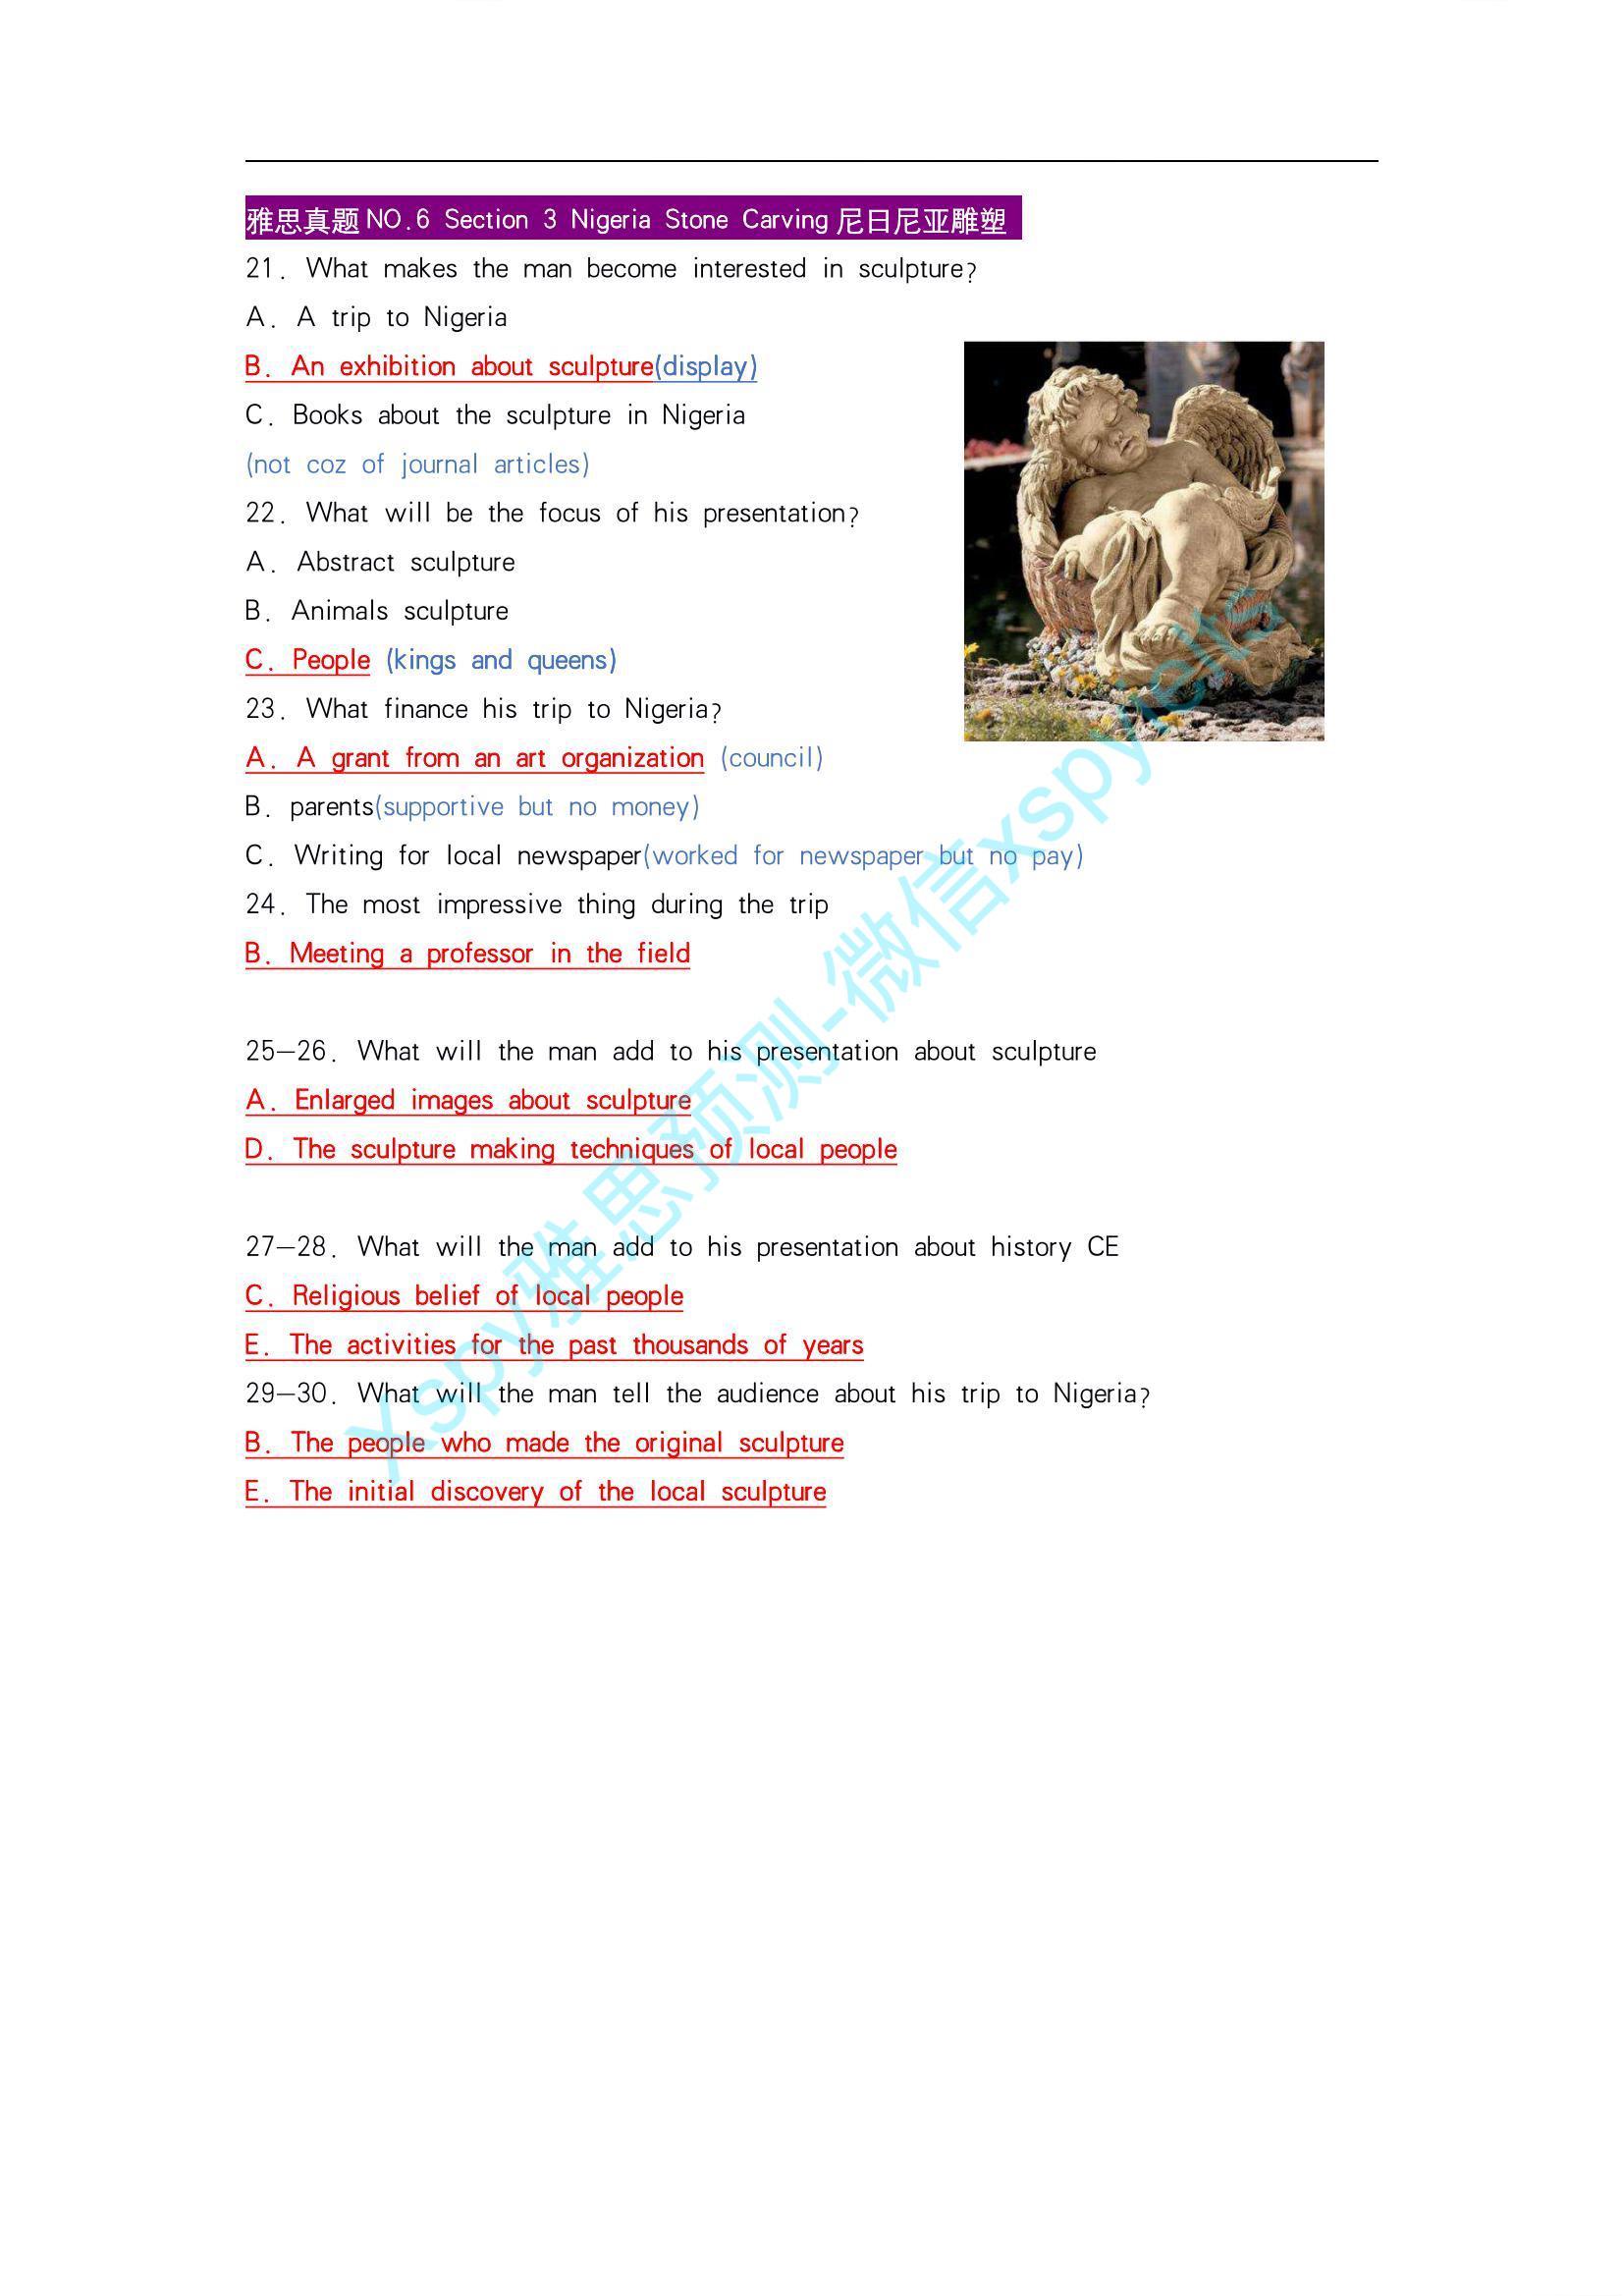 雅思真题NO.6 Section 3 Nigeria Stone Carving尼日尼亚雕塑
21. What makes the man become interested in sculpture?
A. A trip to Nigeria
B. An exhibition about sculpture(display)
C. Books about the sculpture in Nigeria
(not coz of journal articles)
22. What will be the focus of his presentation?
A. Abstract sculpture
B. Animals sculpture
C. People (kings and queens)
23. What finance his trip to Nigeria?
A. A grant from an art organization (council)
B. parents(supportive but no money)
C. Writing for local newspaper(worked for newspaper but no pay)
24. The most impressive thing during the trip
B. Meeting a professor in the field
25—26. What will the man add to his presentation about sculpture
A. Enlarged images about sculpture
D. The sculpture making techniques of local people
27—28. What will the man add to his presentation about history CE
C. Religious belief of local people
E. The activities for the past thousands of years
29—30. What will the man tell the audience about his trip to Nigeria?
B. The people who made the original sculpture
E. The initial discovery of the local sculpture
Xspy雅思预测-微信xspyielts